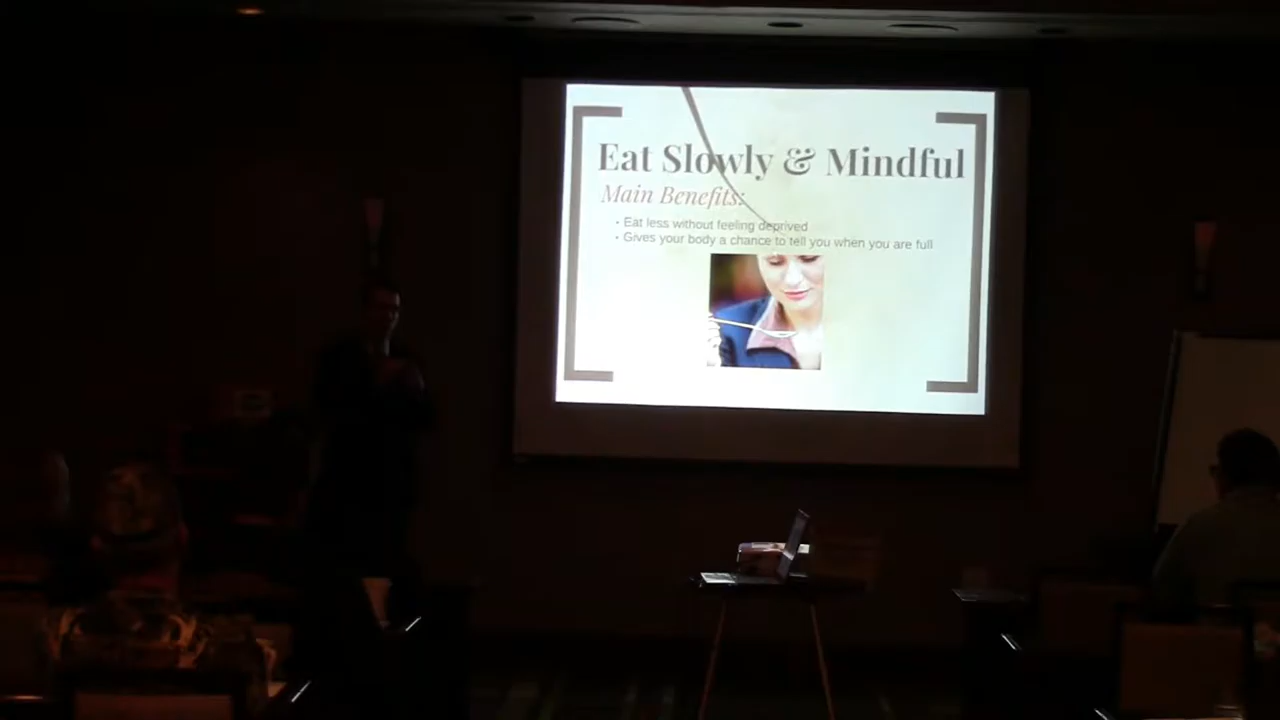 Eat Slowly & Mindful
Main Benefits:
• Eat less without feeling deprived
• Gives your body a chance to tell you when you are full